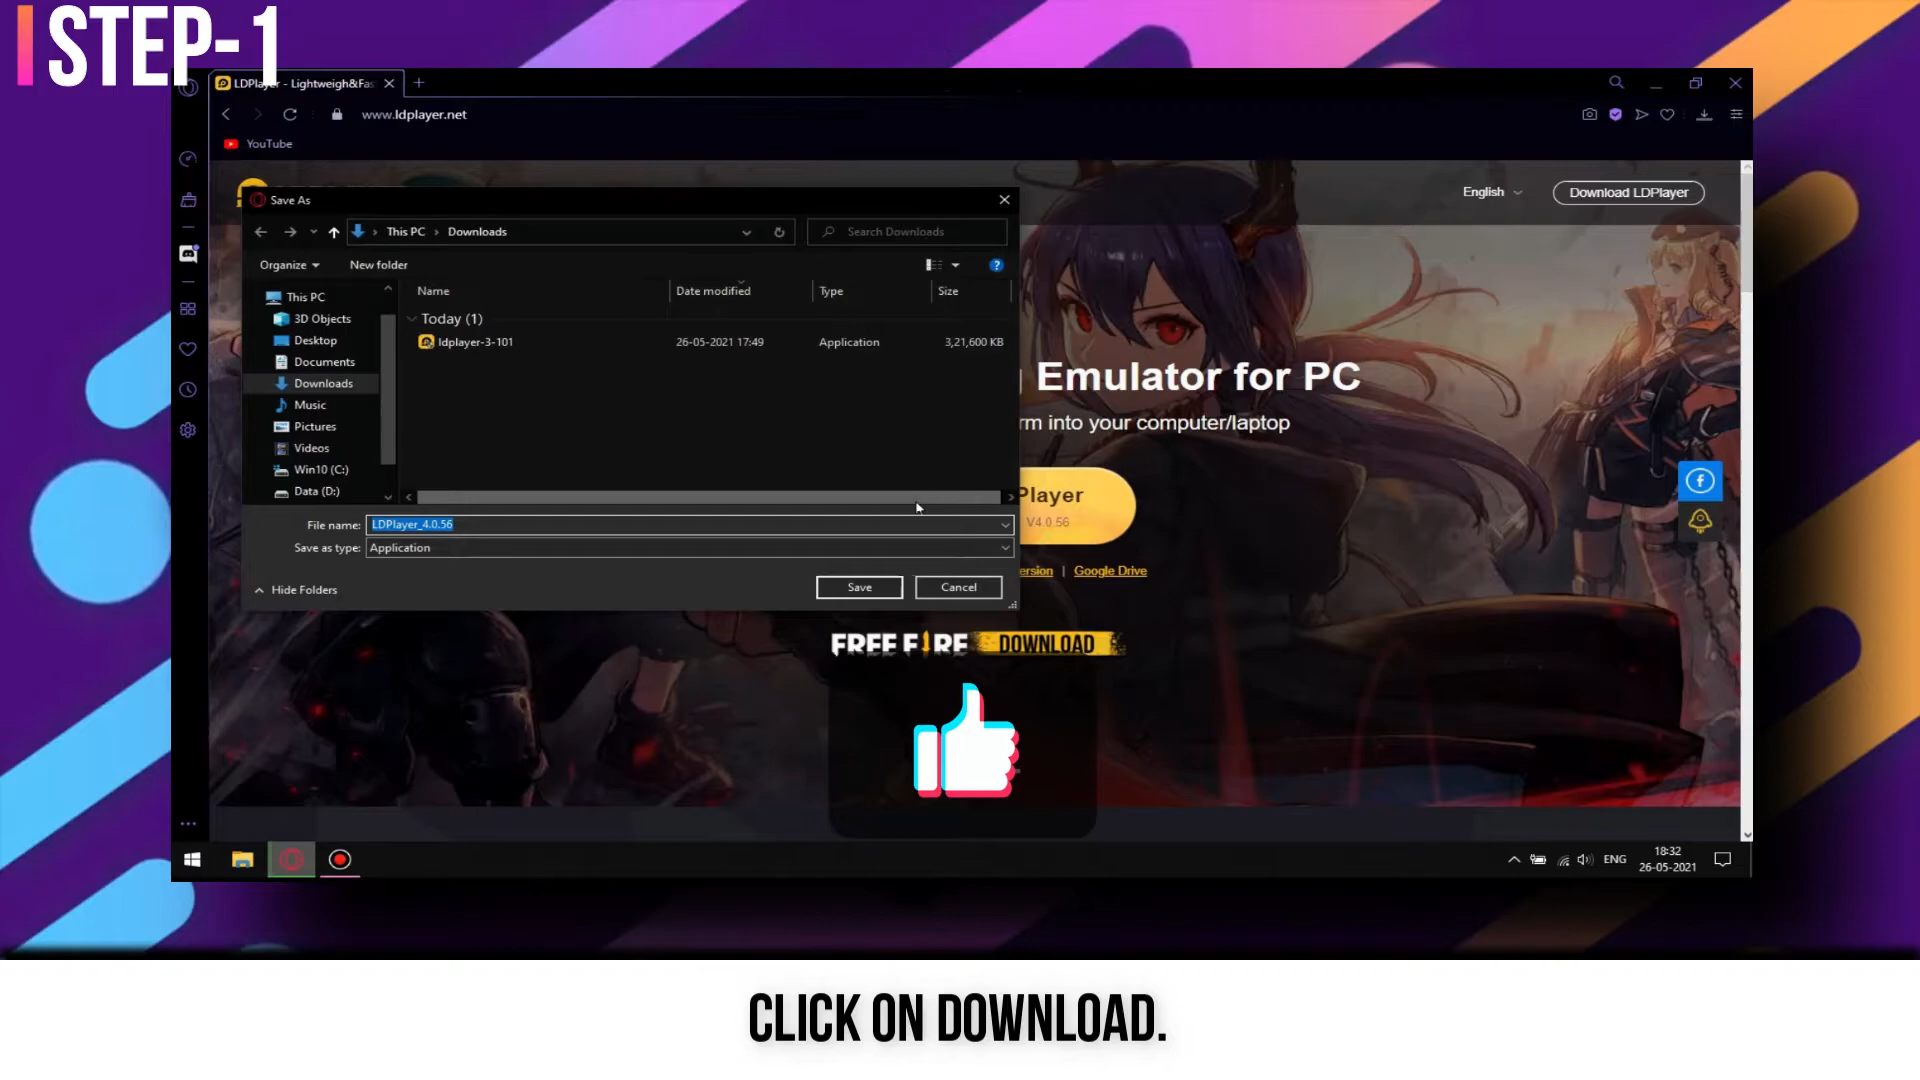 STEP-1
LDPlayer - Lightweigh&Fas
www.ldplayer.net
YouTube
English
Download LDPlayer
Save As
This PC > Downloads
Search Downloads
Organize
New folder
Name
Date modified
Type
Size
This PC
3D Objects
Desktop
Documents
Downloads
Music
Pictures
Videos
Win10 (C:)
Data (D:)
Today (1)
ldplayer-3-101
26-05-2021 17:49
Application
3,21,600 KB
Emulator for PC
rm into your computer/laptop
Player
V4.0.56
ersion | Google Drive
File name: LDPlayer_4.0.56
Save as type: Application
Hide Folders
Save
Cancel
FREE FIRE DOWNLOAD
ENG
18:32
26-05-2021
CLICK ON DOWNLOAD.